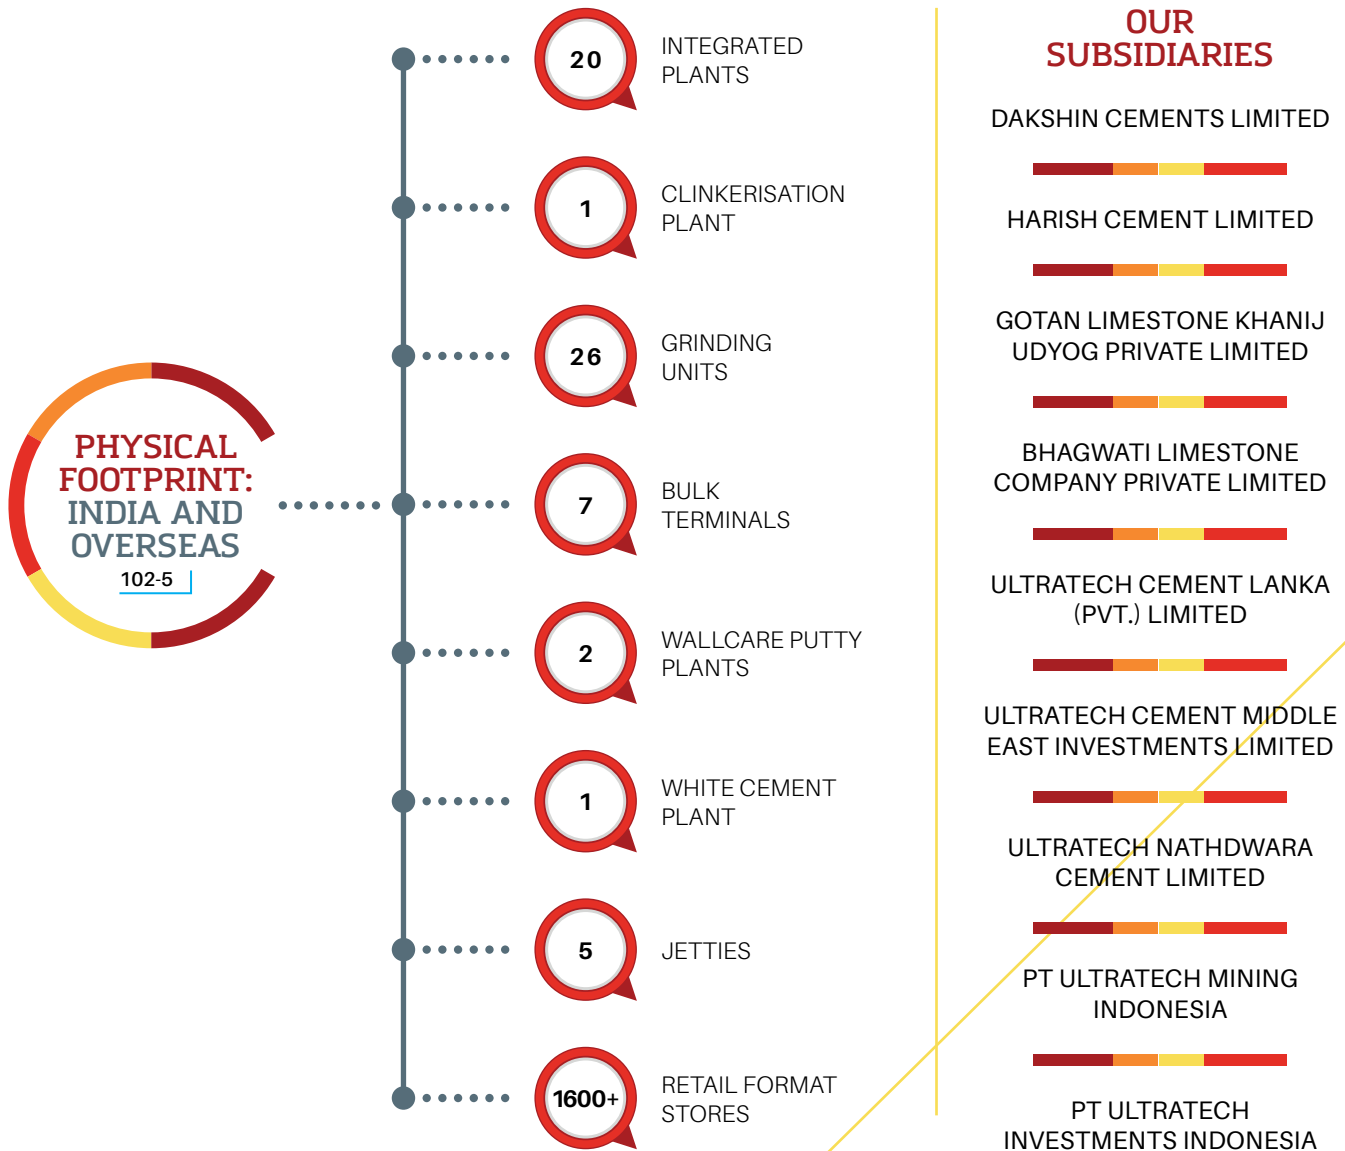 PHYSICAL
FOOTPRINT:
INDIA AND
OVERSEAS
102-5
20
INTEGRATED
PLANTS
1
CLINKERISATION
PLANT
26
GRINDING
UNITS
7
BULK
TERMINALS
2
WALLCARE PUTTY
PLANTS
1
WHITE CEMENT
PLANT
5
JETTIES
1600+
RETAIL FORMAT
STORES
OUR
SUBSIDIARIES
DAKSHIN CEMENTS LIMITED
HARISH CEMENT LIMITED
GOTAN LIMESTONE KHANIJ
UDYOG PRIVATE LIMITED
BHAGWATI LIMESTONE
COMPANY PRIVATE LIMITED
ULTRATECH CEMENT LANKA
(PVT.) LIMITED
ULTRATECH CEMENT MIDDLE
EAST INVESTMENTS LIMITED
ULTRATECH NATHDWARA
CEMENT LIMITED
PT ULTRATECH MINING
INDONESIA
PT ULTRATECH
INVESTMENTS INDONESIA